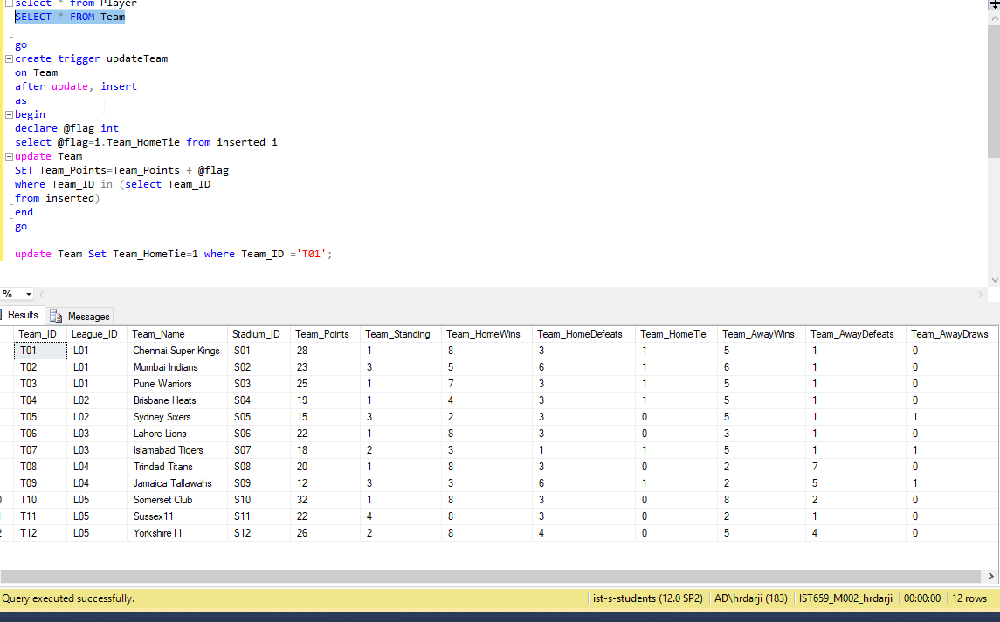 select * from Player
SELECT * FROM Team
go
create trigger updateTeam
on Team
after update, insert
as
begin
declare @flag int
select @flag=i.Team_HomeTie from inserted i
update Team
SET Team_Points=Team_Points + @flag
where Team_ID in (select Team_ID
from inserted)
end
go
update Team Set Team_HomeTie=1 where Team_ID ='T01';
%
Results Messages
Team_ID League_ID Team_Name Stadium_ID Team_Points Team_Standing Team_HomeWins Team_HomeDefeats Team_HomeTie Team_AwayWins Team_AwayDefeats Team_AwayDraws
T01 L01 Chennai Super Kings S01 28 1 8 3 1 5 1 0
T02 L01 Mumbai Indians S02 23 3 5 6 1 6 1 0
T03 L01 Pune Warriors S03 25 1 7 3 1 5 1 0
T04 L02 Brisbane Heats S04 19 1 4 3 1 5 1 0
T05 L02 Sydney Sixers S05 15 3 2 3 0 5 1 1
T06 L03 Lahore Lions S06 22 1 8 3 0 3 1 0
T07 L03 Islamabad Tigers S07 18 2 3 1 1 5 1 1
T08 L04 Trindad Titans S08 20 1 8 3 0 2 7 0
T09 L04 Jamaica Tallawahs S09 12 3 3 6 1 2 5 1
T10 L05 Somerset Club S10 32 1 8 3 0 8 2 0
T11 L05 Sussex11 S11 22 4 8 3 0 2 1 0
T12 L05 Yorkshire11 S12 26 2 8 4 0 5 4 0
Query executed successfully. ist-s-students (12.0 SP2) AD\hrdarji (183) IST659_M002_hrdarji 00:00:00 12 rows